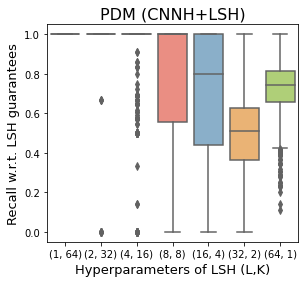 PDM (CNNH+LSH)
Recall w.r.t. LSH guarantees
1.0
0.8
0.6
0.4
0.2
0.0
(1, 64) (2, 32) (4, 16) (8, 8) (16, 4) (32, 2) (64, 1)
Hyperparameters of LSH (L,K)